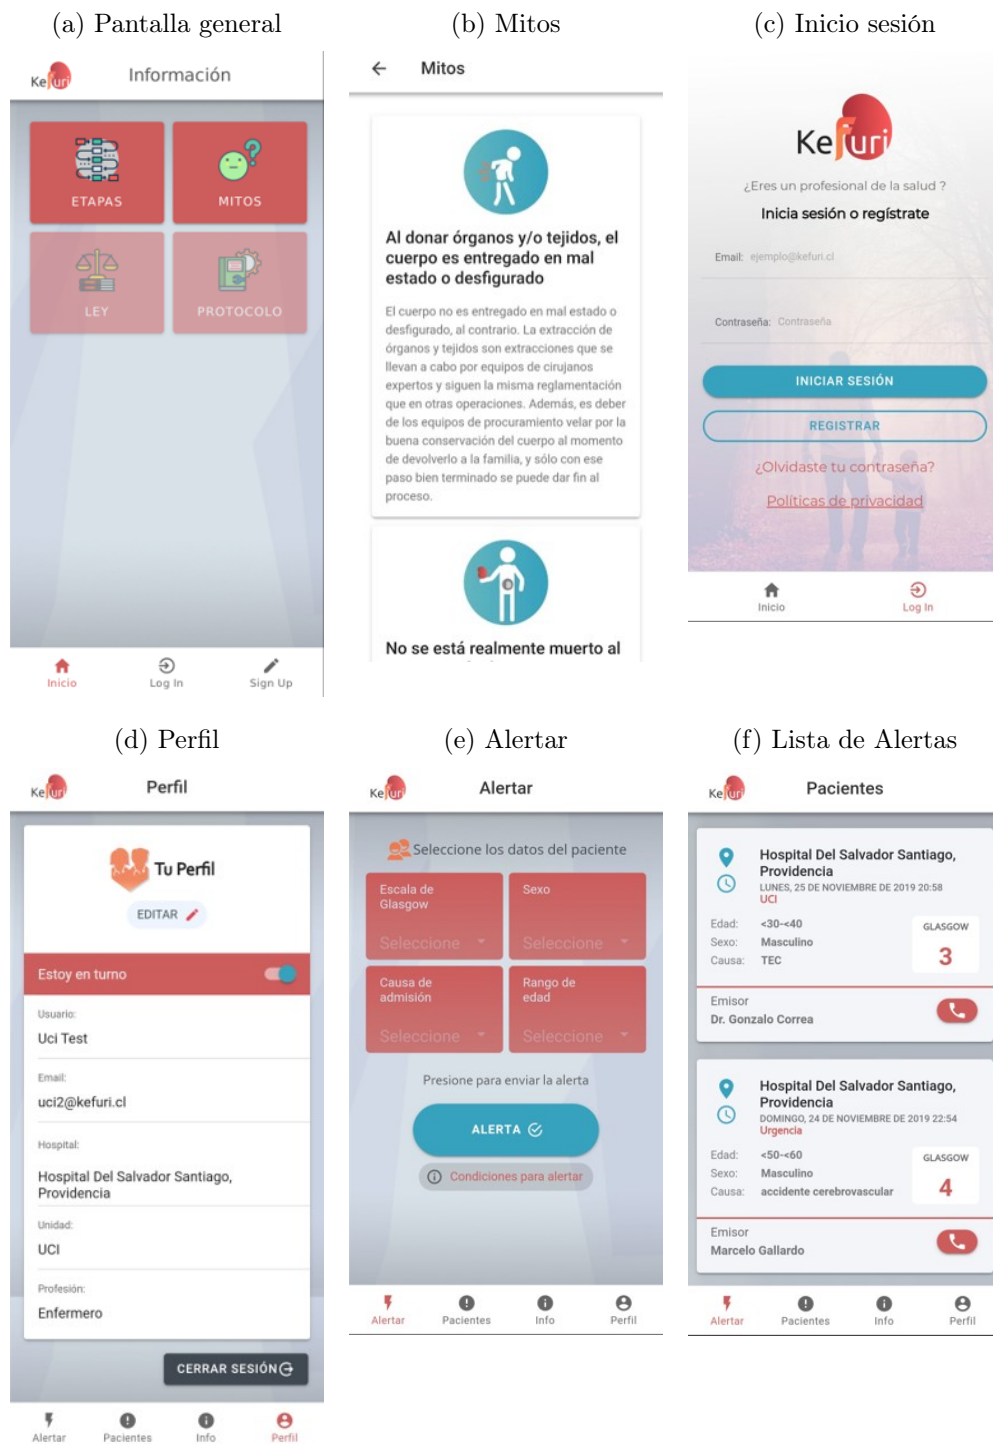 (a) Pantalla general
Kefuri
Información
ETAPAS
MITOS
LEY
PROTOCOLO
Inicio
Log In
Sign Up
(b) Mitos
Mitos
Al donar órganos y/o tejidos, el
cuerpo es entregado en mal
estado o desfigurado
El cuerpo no es entregado en mal estado o
desfigurado, al contrario. La extracción de
órganos y tejidos son extracciones que se
llevan a cabo por equipos de cirujanos
expertos y siguen la misma reglamentación
que en otras operaciones. Además, es deber
de los equipos de procuramiento velar por la
buena conservación del cuerpo al momento
de devolverlo a la familia, y sólo con ese
paso bien terminado se puede dar fin al
proceso.
No se está realmente muerto al
(c) Inicio sesión
Kefuri
¿Eres un profesional de la salud ?
Inicia sesión o regístrate
Email: ejemplo@kefuri.cl
Contraseña: Contraseña
INICIAR SESIÓN
REGISTRAR
¿Olvidaste tu contraseña?
Políticas de privacidad
Inicio
Log In
(d) Perfil
Kefuri
Perfil
Tu Perfil
EDITAR
Estoy en turno
Usuario:
Uci Test
Email:
uci2@kefuri.cl
Hospital:
Hospital Del Salvador Santiago,
Providencia
Unidad:
UCI
Profesión:
Enfermero
CERRAR SESIÓN
Alertar
Pacientes
Info
Perfil
(e) Alertar
Kefuri
Alertar
Seleccione los datos del paciente
Escala de
Glasgow
Seleccione
Sexo
Seleccione
Causa de
admisión
Seleccione
Rango de
edad
Seleccione
Presione para enviar la alerta
ALERTA
Condiciones para alertar
Alertar
Pacientes
Info
Perfil
(f) Lista de Alertas
Kefuri
Pacientes
Hospital Del Salvador Santiago,
Providencia
LUNES, 25 DE NOVIEMBRE DE 2019 20:58
UCI
Edad: <30-<40
Sexo: Masculino
Causa: TEC
GLASGOW
3
Emisor
Dr. Gonzalo Correa
Hospital Del Salvador Santiago,
Providencia
DOMINGO, 24 DE NOVIEMBRE DE 2019 22:54
Urgencia
Edad: <50-<60
Sexo: Masculino
Causa: accidente cerebrovascular
GLASGOW
4
Emisor
Marcelo Gallardo
Alertar
Pacientes
Info
Perfil